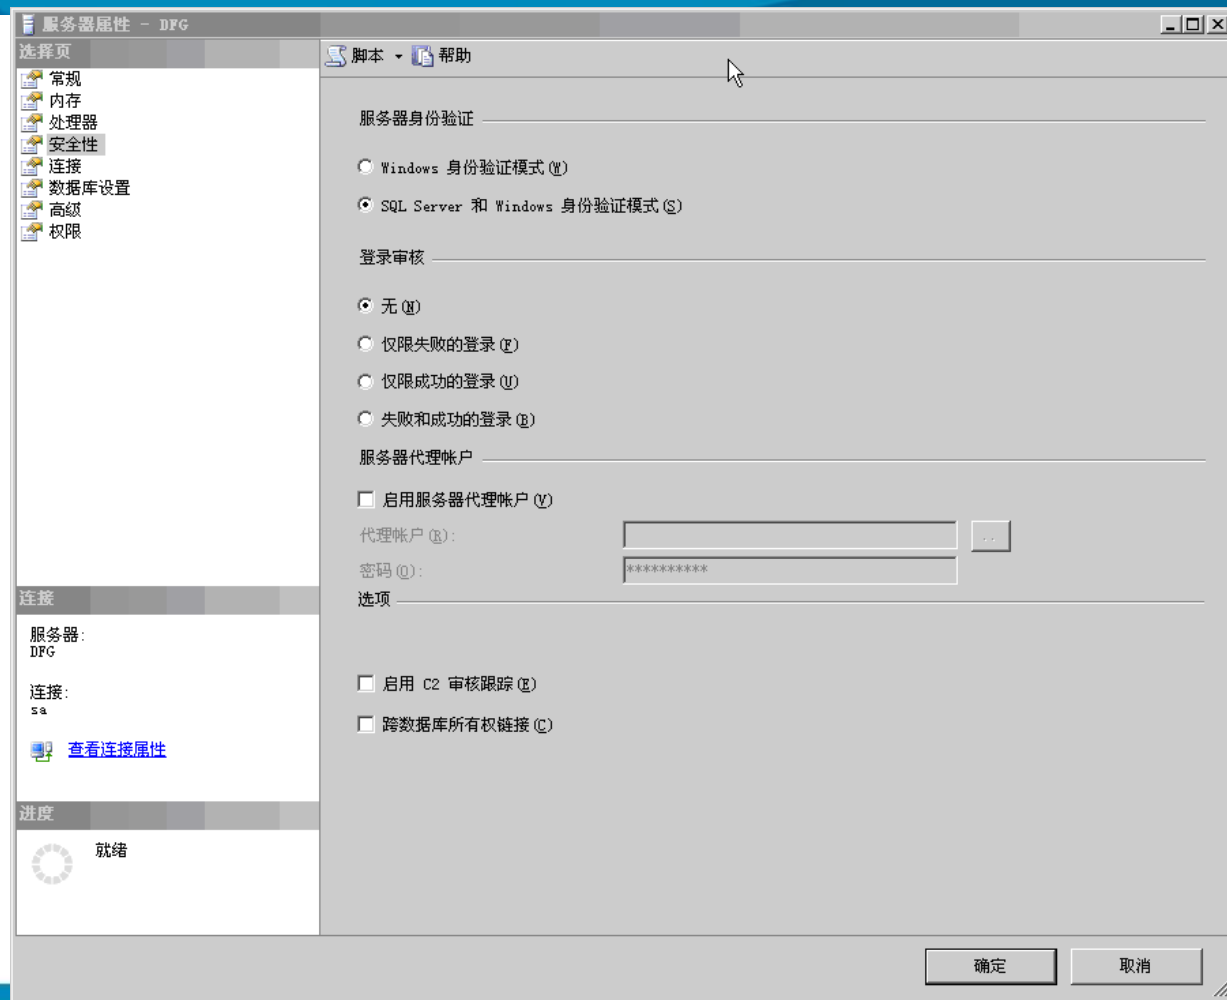 服务器属性 - DFG
选择页
常规
内存
处理器
安全性
连接
数据库设置
高级
权限
连接
服务器:
DFG
连接:
sa
查看连接属性
进度
就绪
脚本 帮助
服务器身份验证
Windows 身份验证模式(W)
SQL Server 和 Windows 身份验证模式(S)
登录审核
无(N)
仅限失败的登录(F)
仅限成功的登录(U)
失败和成功的登录(B)
服务器代理帐户
启用服务器代理帐户(V)
代理帐户(R):
..
密码(O):
**********
选项
启用 C2 审核跟踪(E)
跨数据库所有权链接(C)
确定 取消